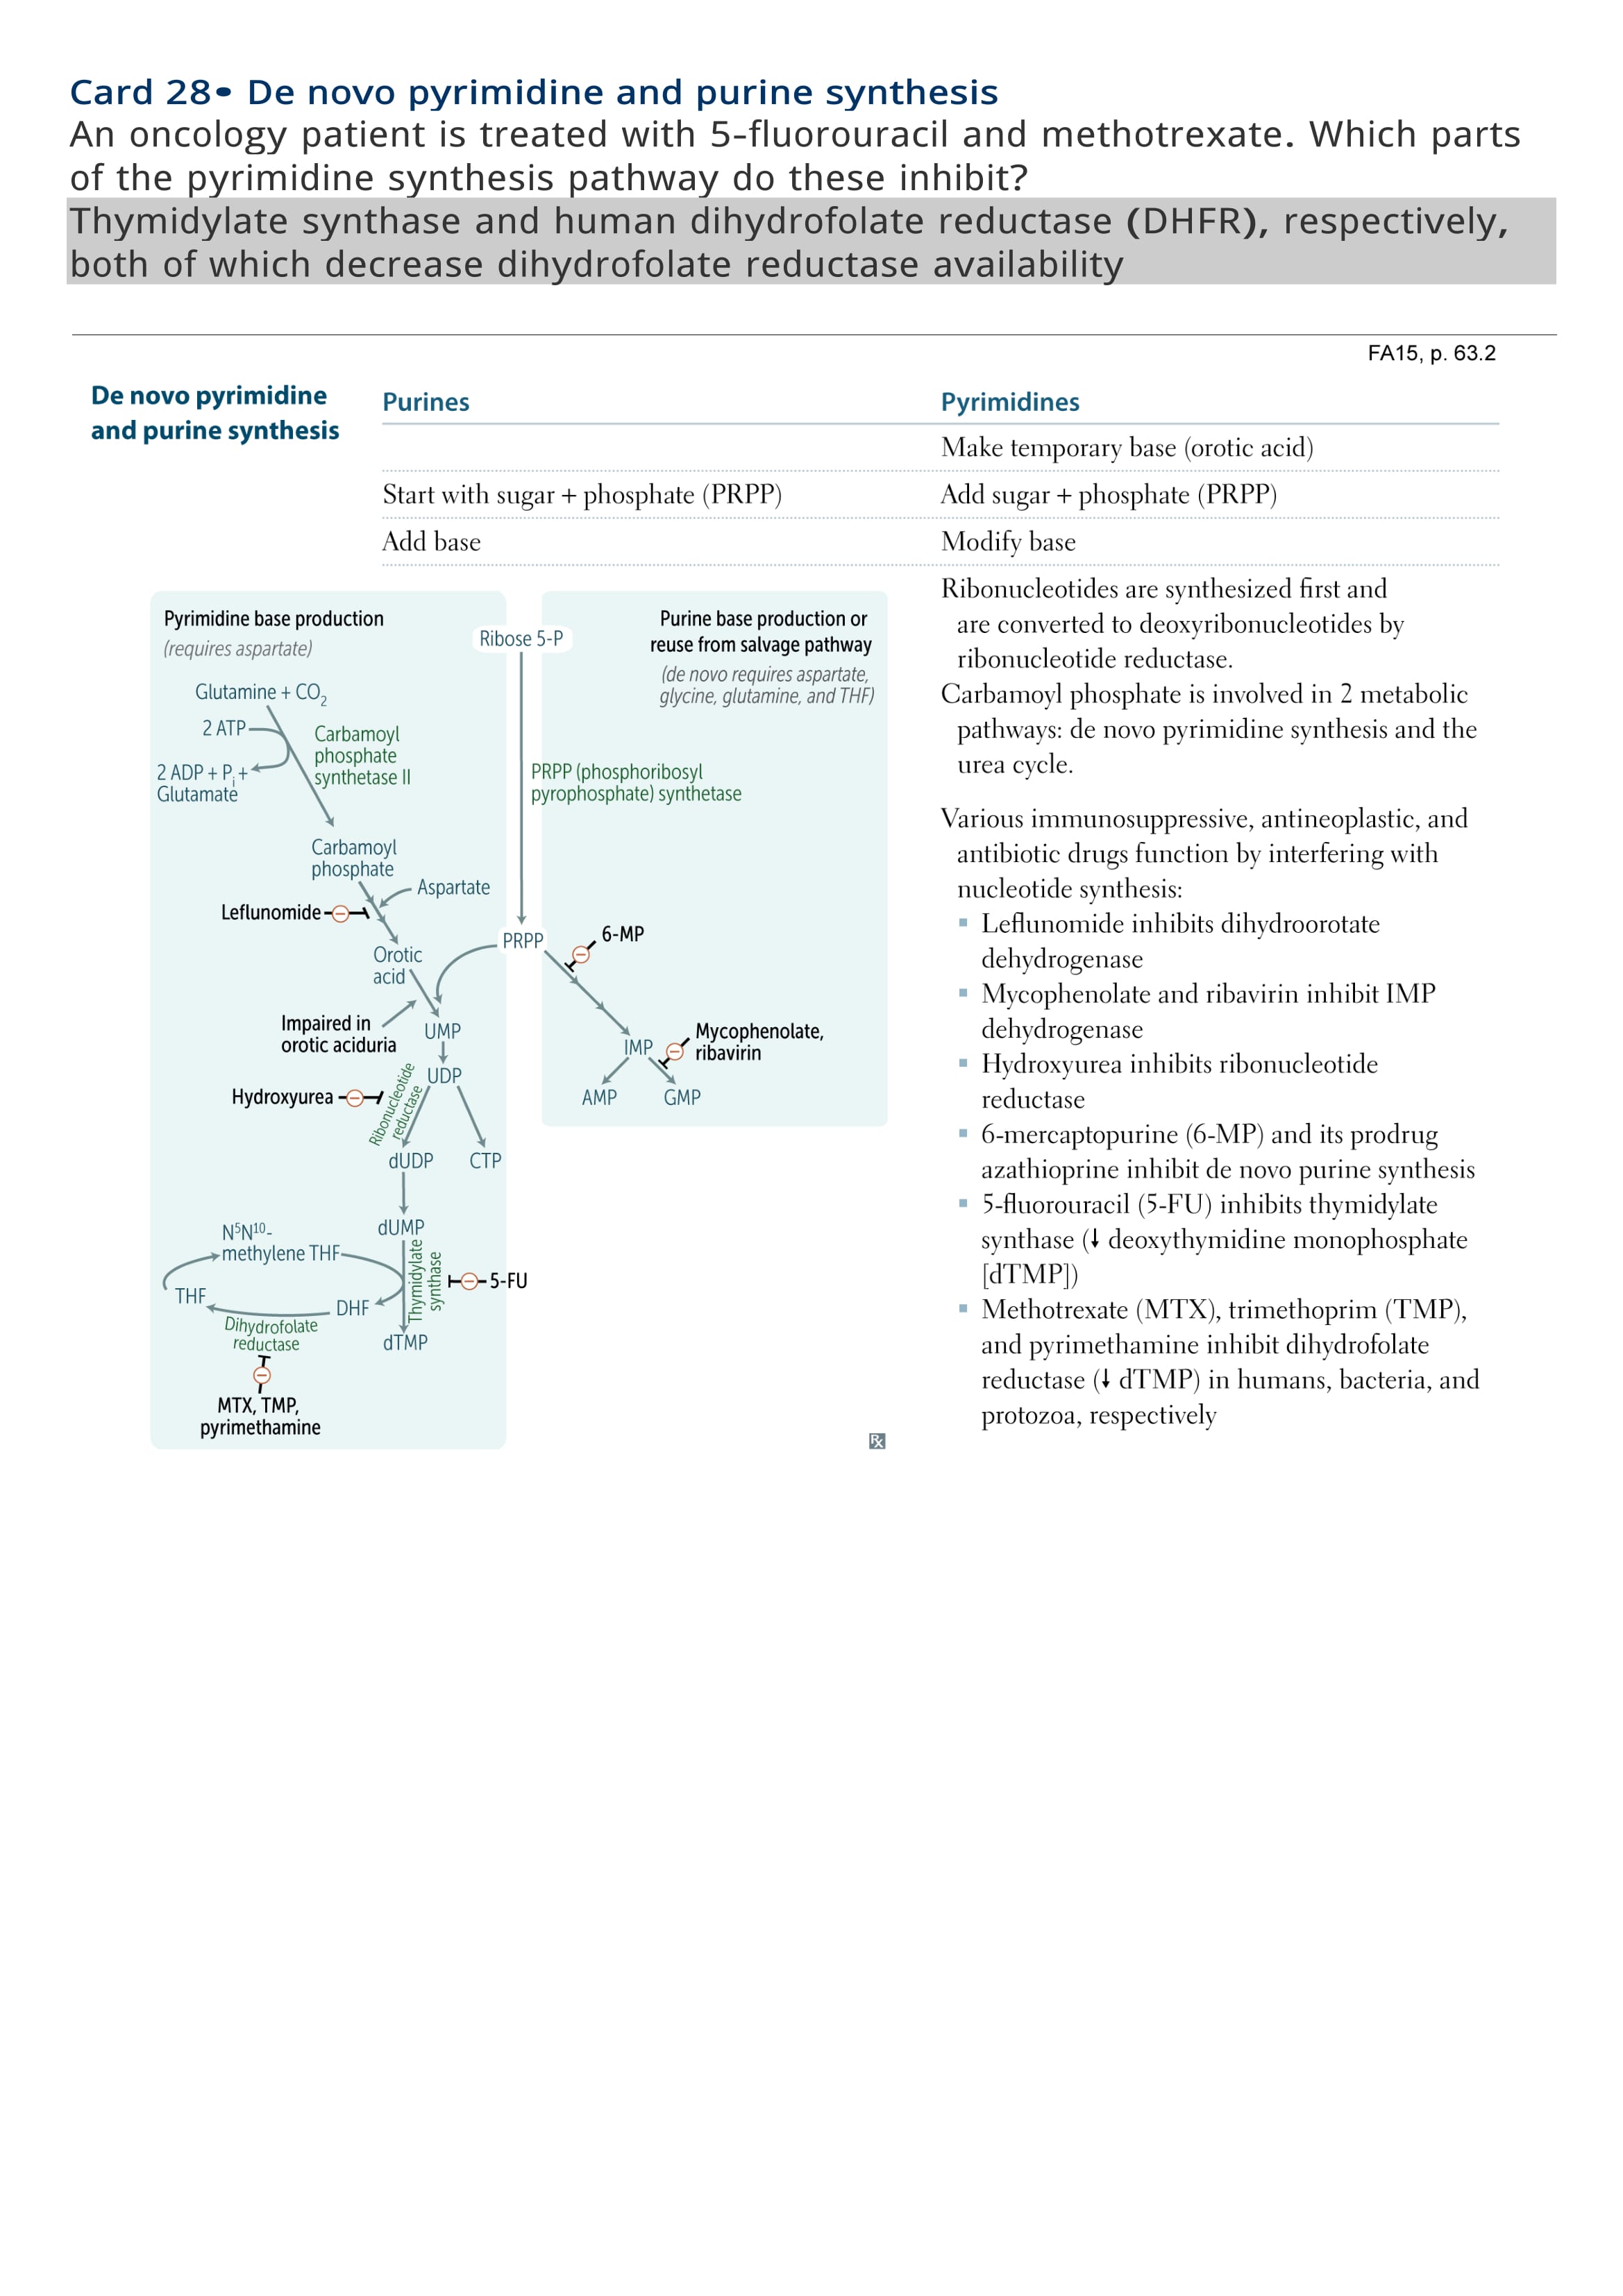 Card 28• De novo pyrimidine and purine synthesis
An oncology patient is treated with 5-fluorouracil and methotrexate. Which parts
of the pyrimidine synthesis pathway do these inhibit?
Thymidylate synthase and human dihydrofolate reductase (DHFR), respectively,
both of which decrease dihydrofolate reductase availability
FA15, p. 63.2
De novo pyrimidine
and purine synthesis
Purines
Pyrimidines
Make temporary base (orotic acid)
Start with sugar + phosphate (PRPP)
Add sugar + phosphate (PRPP)
Add base
Modify base
Pyrimidine base production
(requires aspartate)
Glutamine + CO2
2 ATP
2 ADP + Pi +
Glutamate
Carbamoyl
phosphate
synthetase II
Carbamoyl
phosphate
Aspartate
Leflunomide
Orotic
acid
Impaired in
orotic aciduria
UMP
UDP
Hydroxyurea
Ribonucleotide
reductase
dUDP
CTP
dUMP
N5N10-
methylene THF
THF
DHF
Thymidylate
synthase
5-FU
Dihydrofolate
reductase
dTMP
MTX, TMP,
pyrimethamine
Ribose 5-P
PRPP (phosphoribosyl
pyrophosphate) synthetase
PRPP
Purine base production or
reuse from salvage pathway
(de novo requires aspartate,
glycine, glutamine, and THF)
6-MP
IMP
Mycophenolate,
ribavirin
AMP
GMP
Rx
Ribonucleotides are synthesized first and
are converted to deoxyribonucleotides by
ribonucleotide reductase.
Carbamoyl phosphate is involved in 2 metabolic
pathways: de novo pyrimidine synthesis and the
urea cycle.
Various immunosuppressive, antineoplastic, and
antibiotic drugs function by interfering with
nucleotide synthesis:
▪ Leflunomide inhibits dihydroorotate
dehydrogenase
▪ Mycophenolate and ribavirin inhibit IMP
dehydrogenase
▪ Hydroxyurea inhibits ribonucleotide
reductase
▪ 6-mercaptopurine (6-MP) and its prodrug
azathioprine inhibit de novo purine synthesis
▪ 5-fluorouracil (5-FU) inhibits thymidylate
synthase (↓ deoxythymidine monophosphate
[dTMP])
▪ Methotrexate (MTX), trimethoprim (TMP),
and pyrimethamine inhibit dihydrofolate
reductase (↓ dTMP) in humans, bacteria, and
protozoa, respectively